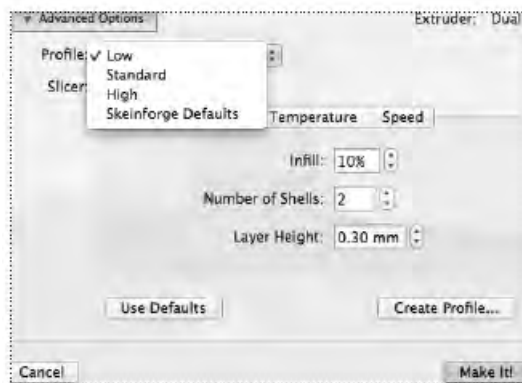 ▼ Advanced Options Extruder: Dual
Profile: ✓ Low
Standard
Slicer:
High
Skeinforge Defaults
Temperature Speed
Infill: 10%
Number of Shells: 2
Layer Height: 0.30 mm
Use Defaults Create Profile...
Cancel Make It!